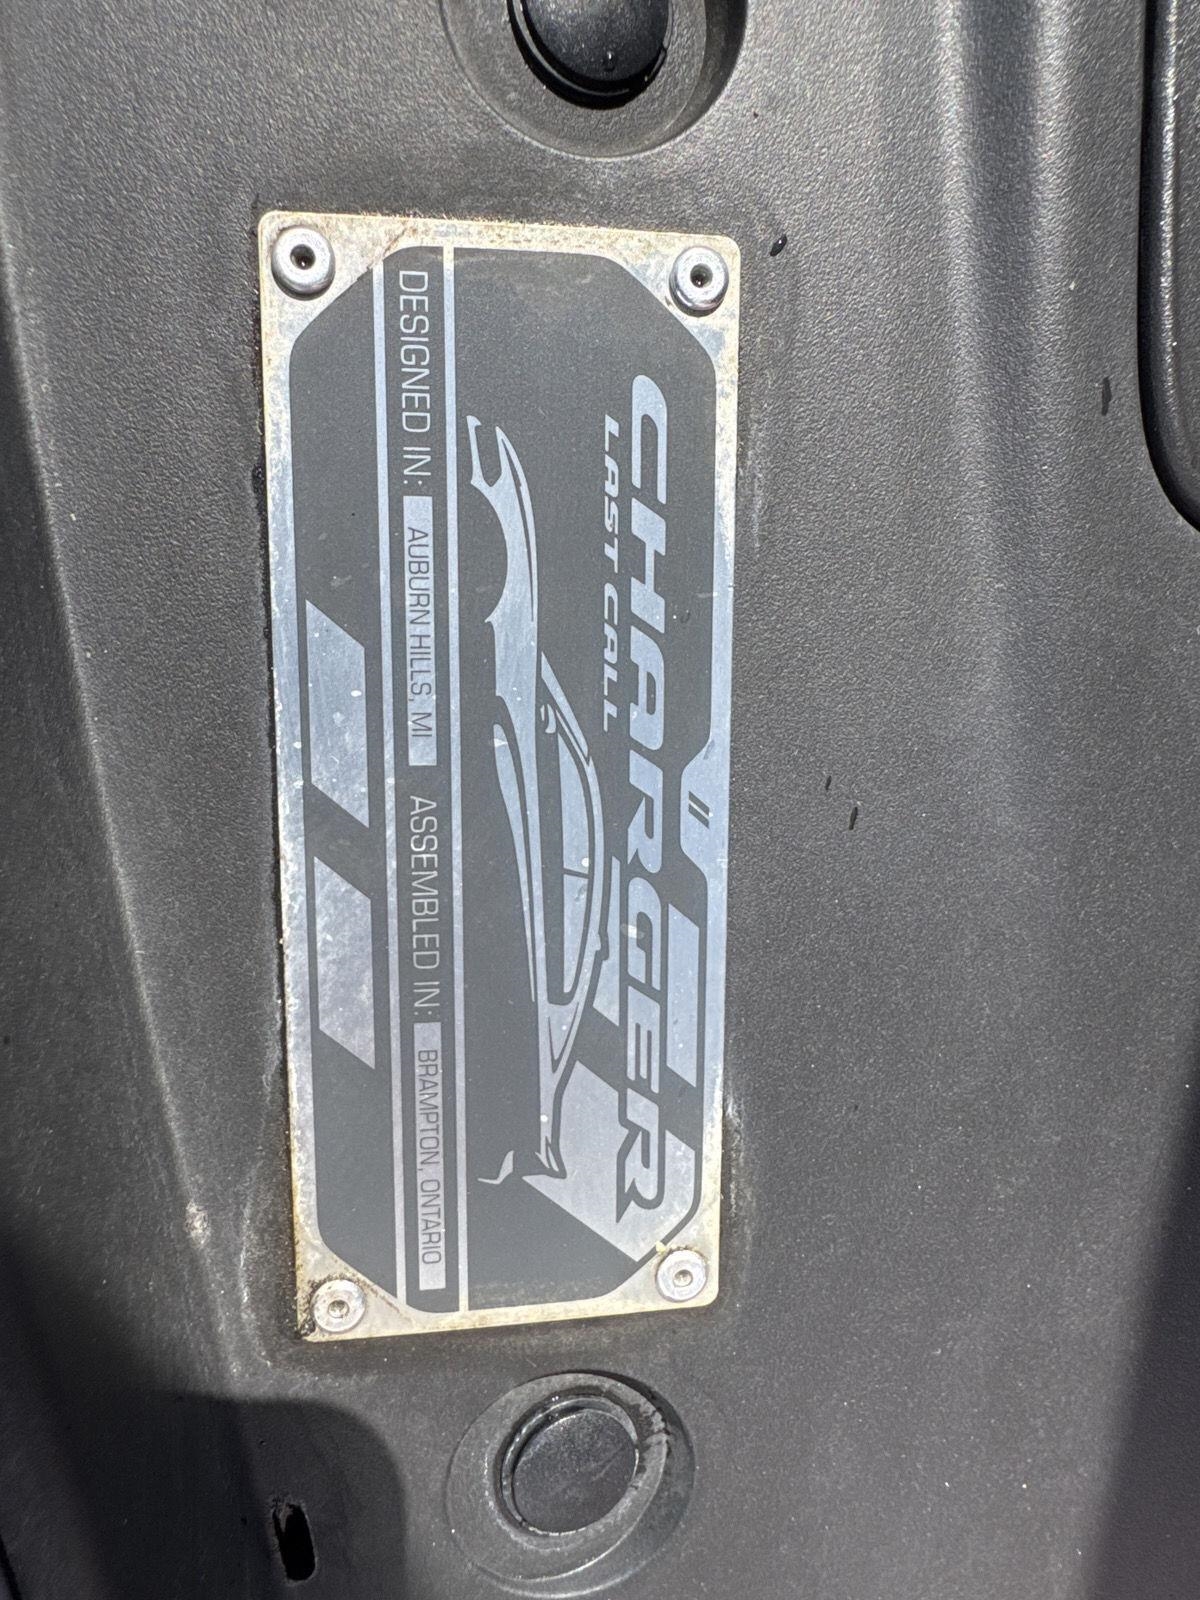 CHARGER
LAST CALL
DESIGNED IN: AUBURN HILLS, MI ASSEMBLED IN: BRAMPTON, ONTARIO